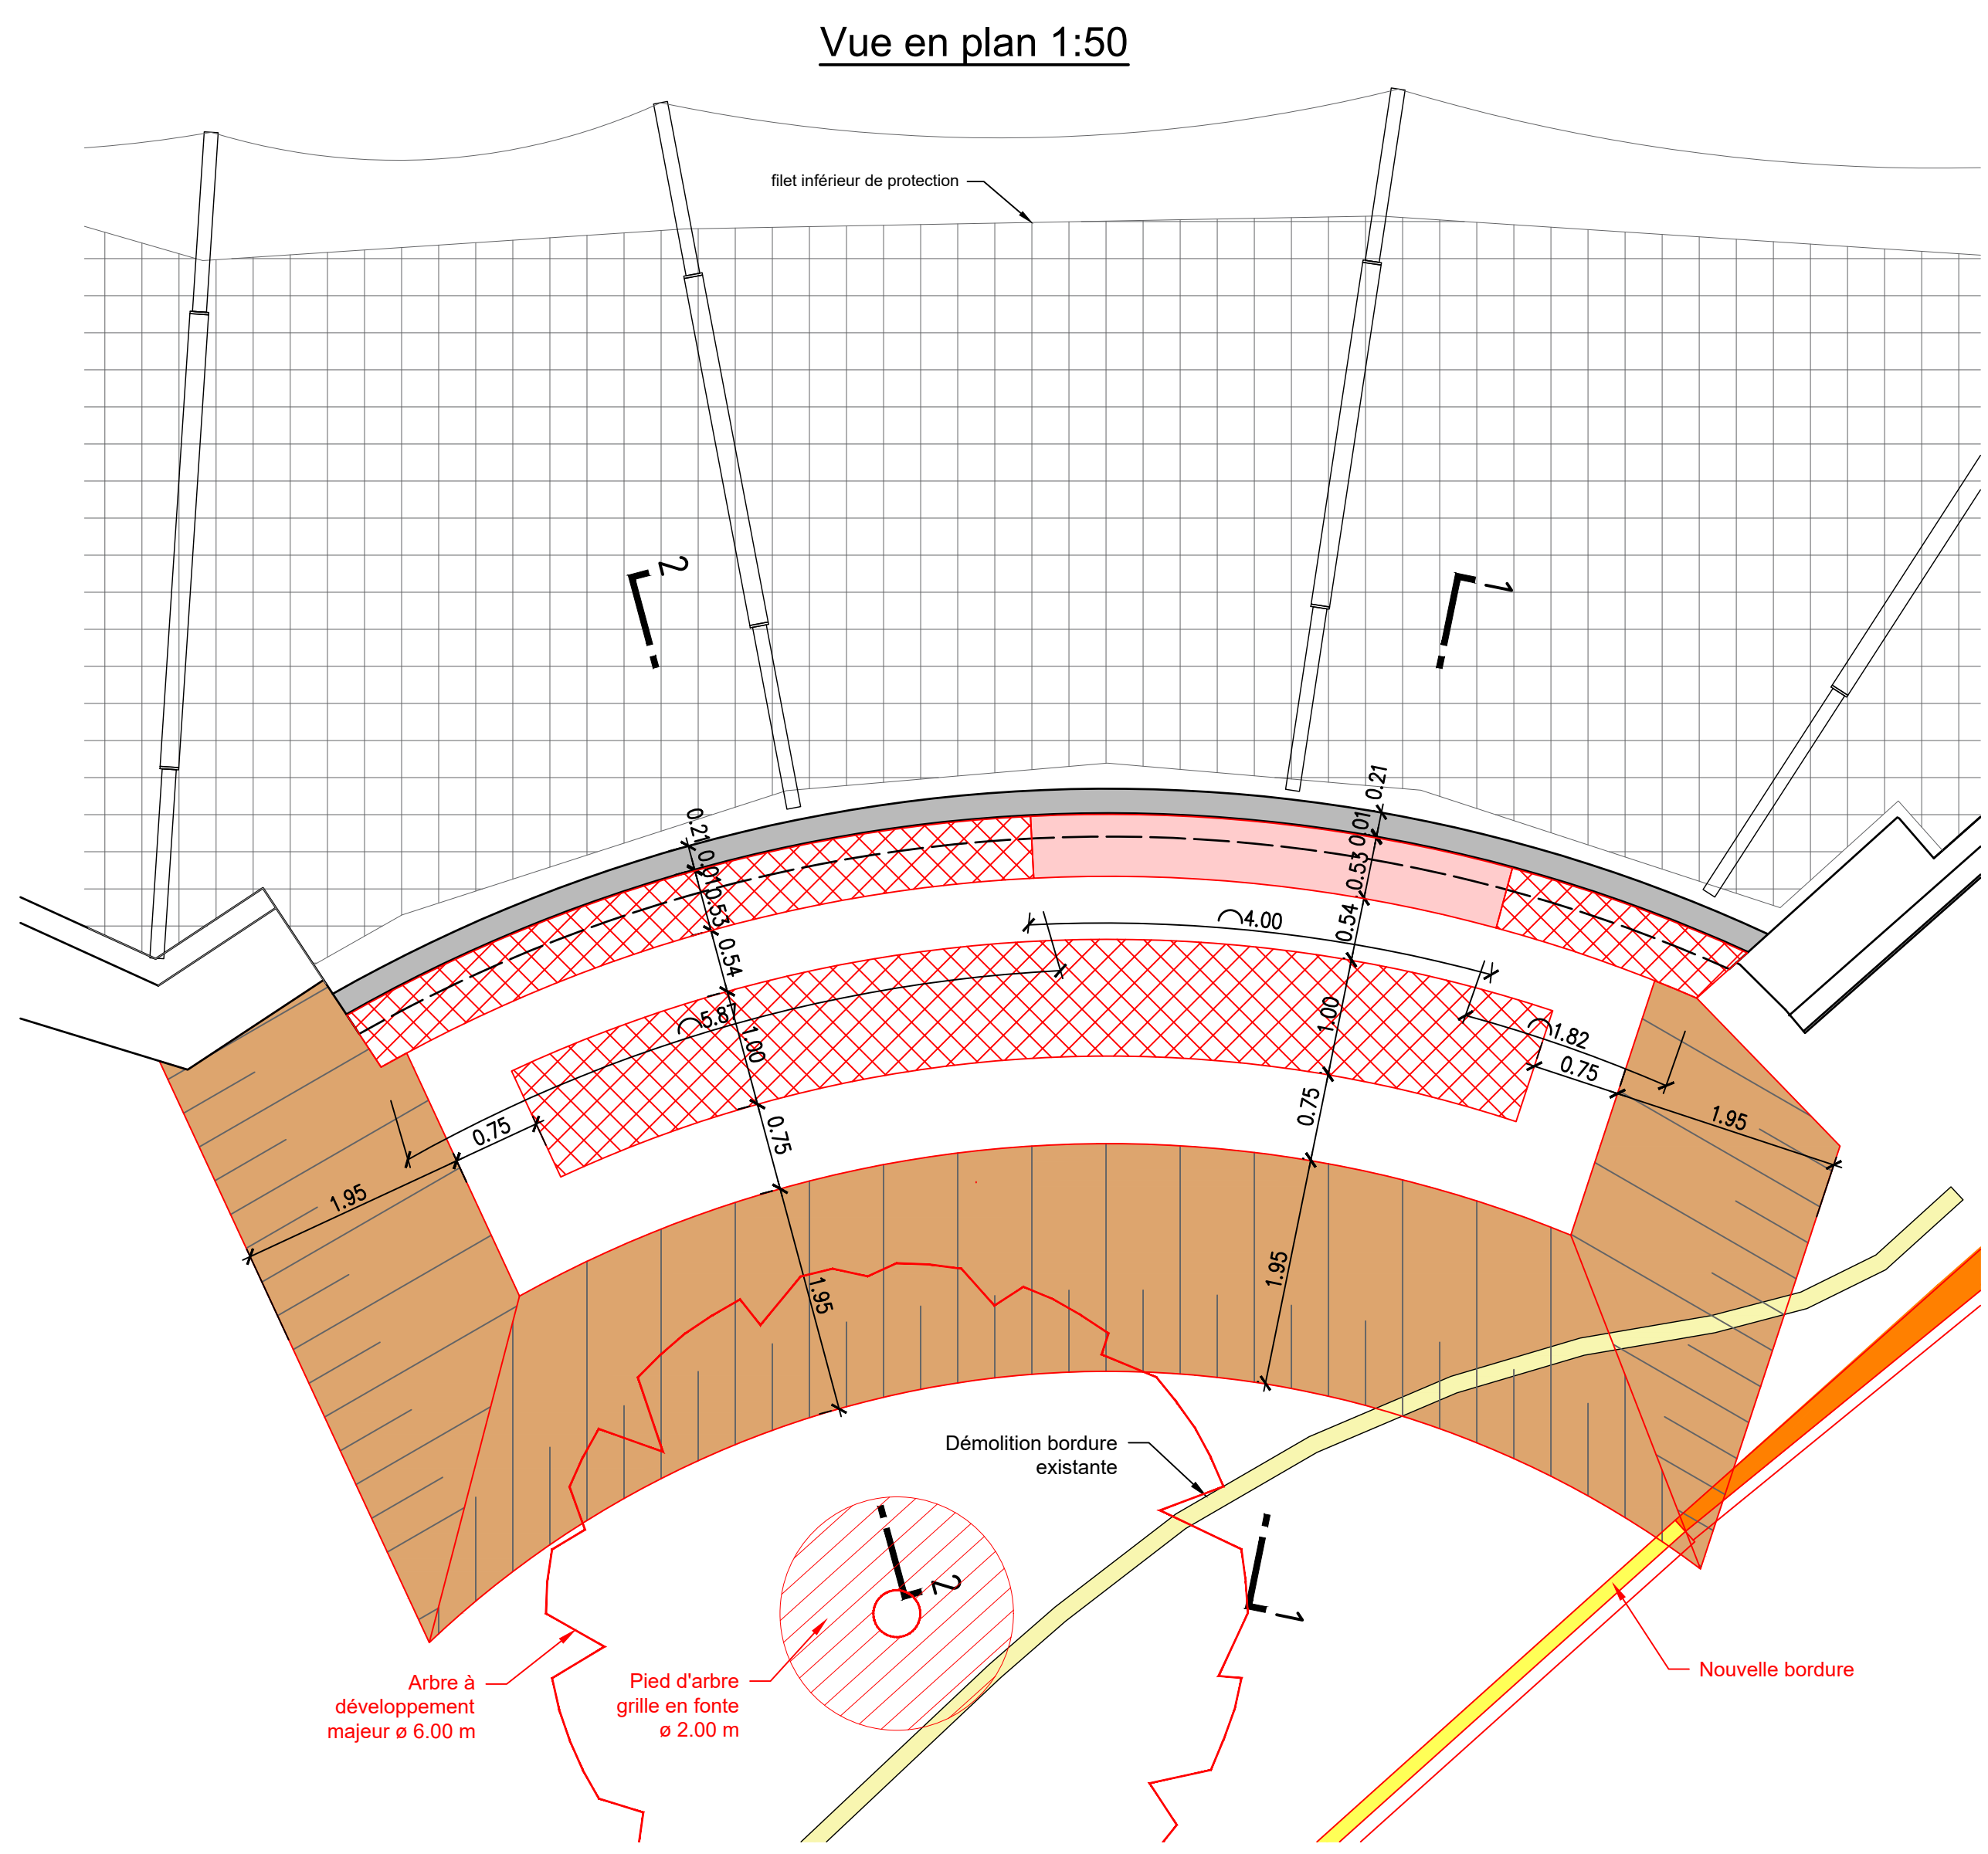 Vue en plan 1:50
filet inférieur de protection
2
1
0.21
0.01
0.53
0.54
1.00
0.75
1.95
0.21
0.01
0.53
0.54
1.00
0.75
1.95
4.00
5.87
1.82
0.75
1.95
0.75
1.95
Démolition bordure
existante
2
1
Arbre à
développement
majeur ø 6.00 m
Pied d'arbre
grille en fonte
ø 2.00 m
Nouvelle bordure